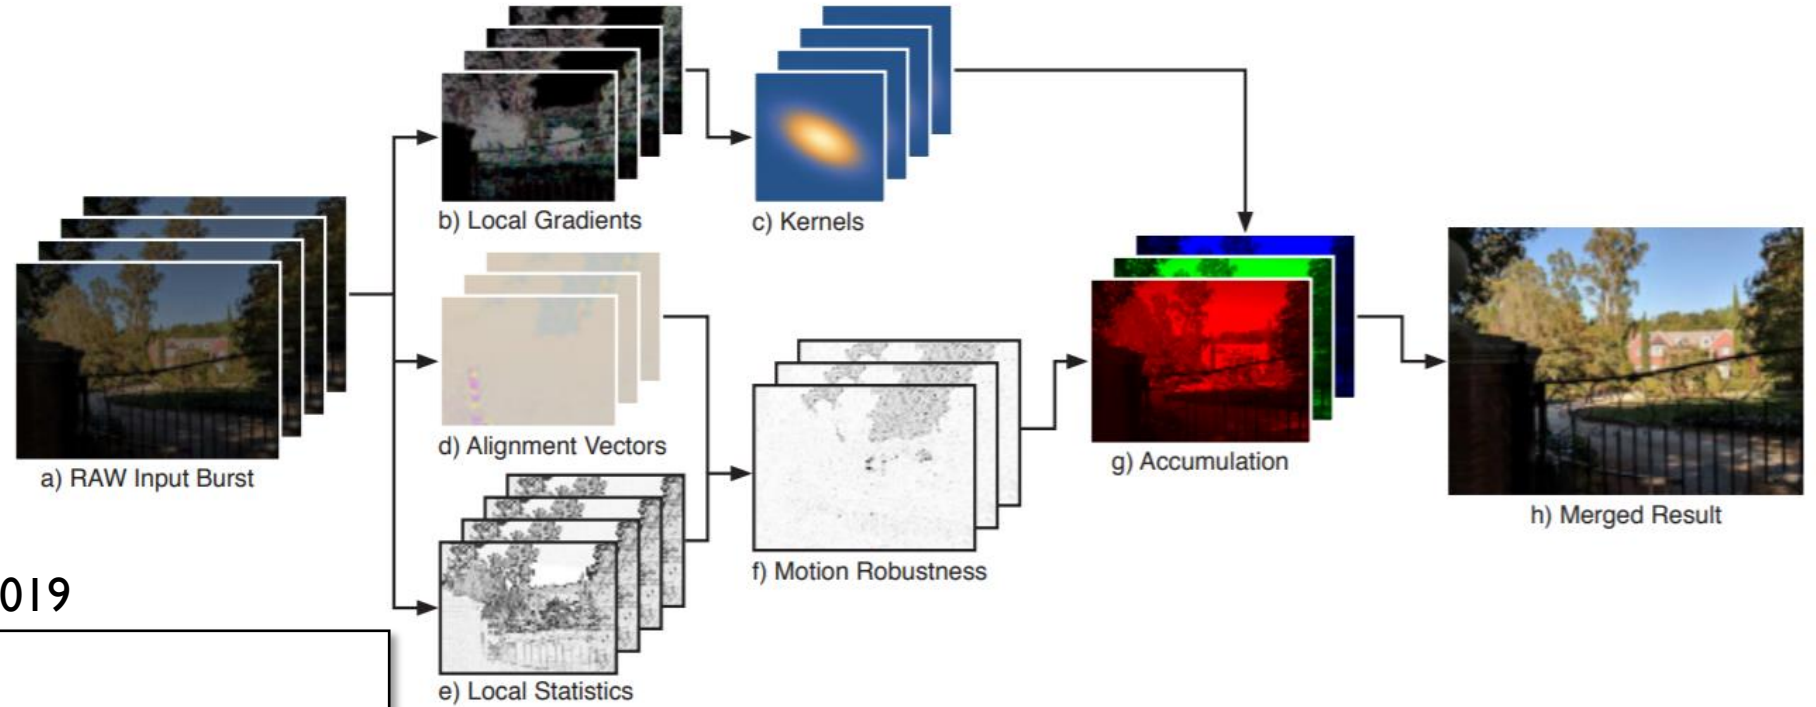 b) Local Gradients
c) Kernels
a) RAW Input Burst
d) Alignment Vectors
g) Accumulation
h) Merged Result
f) Motion Robustness
019
e) Local Statistics